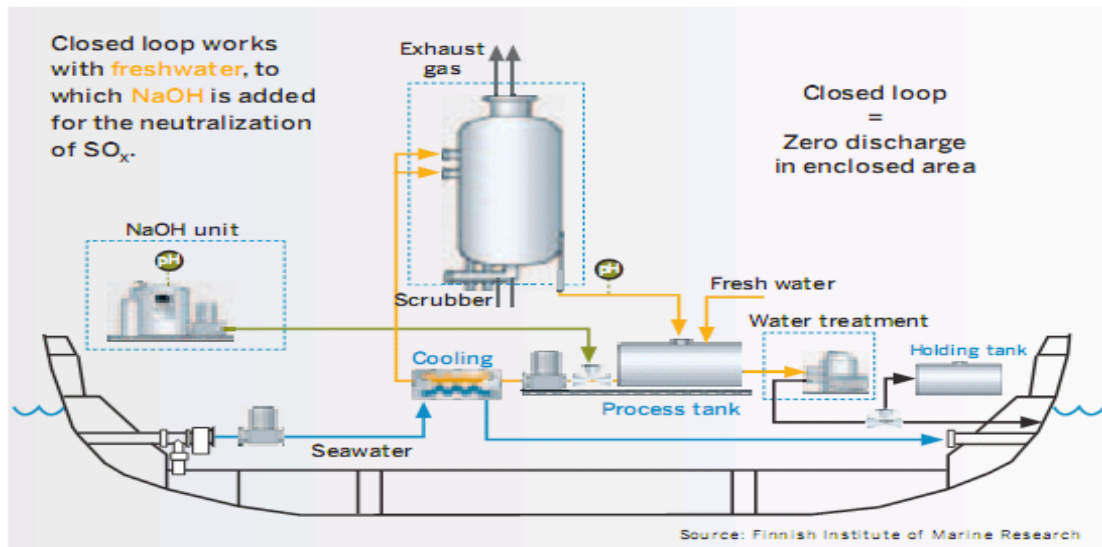 Closed loop works
with freshwater, to
which NaOH is added
for the neutralization
of SOₓ.
Exhaust
gas
Closed loop
=
Zero discharge
in enclosed area
NaOH unit
pH
pH
Scrubber
Fresh water
Water treatment
Cooling
Holding tank
Process tank
Seawater
Source: Finnish Institute of Marine Research